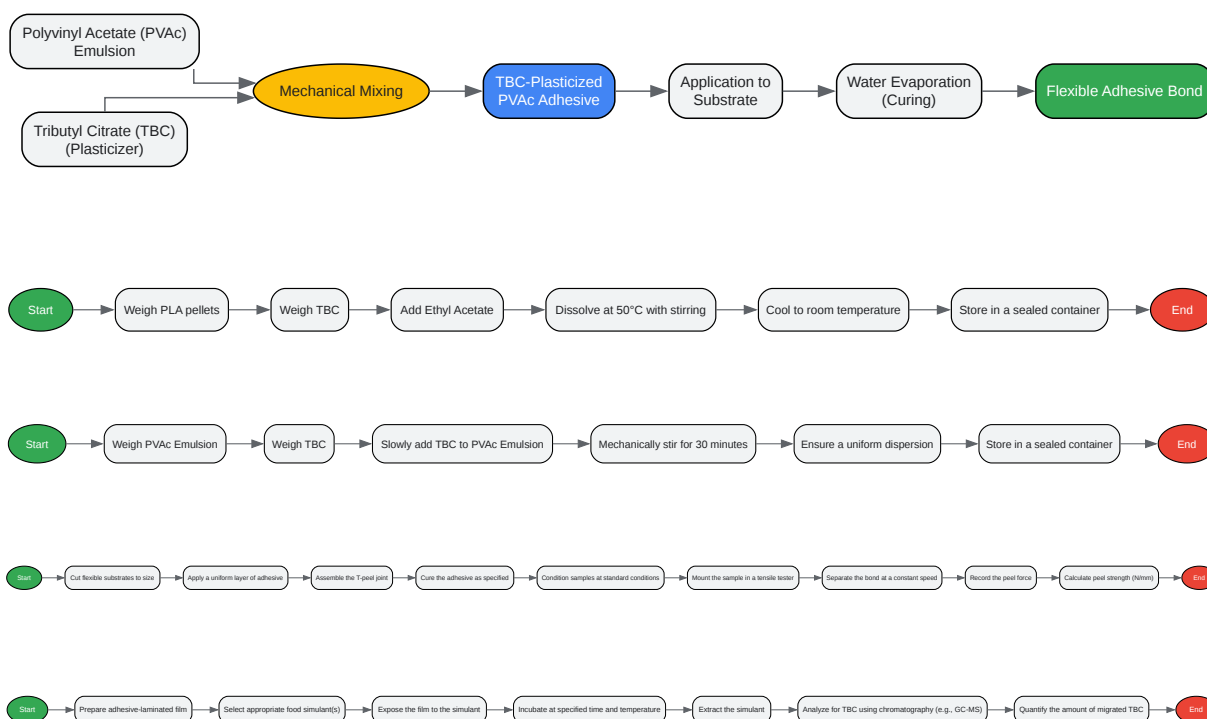 Polyvinyl Acetate (PVAc)
Emulsion
Tributyl Citrate (TBC)
(Plasticizer)
Mechanical Mixing
TBC-Plasticized
PVAc Adhesive
Application to
Substrate
Water Evaporation
(Curing)
Flexible Adhesive Bond
Start
Weigh PLA pellets
Weigh TBC
Add Ethyl Acetate
Dissolve at 50°C with stirring
Cool to room temperature
Store in a sealed container
End
Start
Weigh PVAc Emulsion
Weigh TBC
Slowly add TBC to PVAc Emulsion
Mechanically stir for 30 minutes
Ensure a uniform dispersion
Store in a sealed container
End
Start
Cut flexible substrates to size
Apply a uniform layer of adhesive
Assemble the T-peel joint
Cure the adhesive as specified
Condition samples at standard conditions
Mount the sample in a tensile tester
Separate the bond at a constant speed
Record the peel force
Calculate peel strength (N/mm)
End
Start
Prepare adhesive-laminated film
Select appropriate food simulant(s)
Expose the film to the simulant
Incubate at specified time and temperature
Extract the simulant
Analyze for TBC using chromatography (e.g., GC-MS)
Quantify the amount of migrated TBC
End